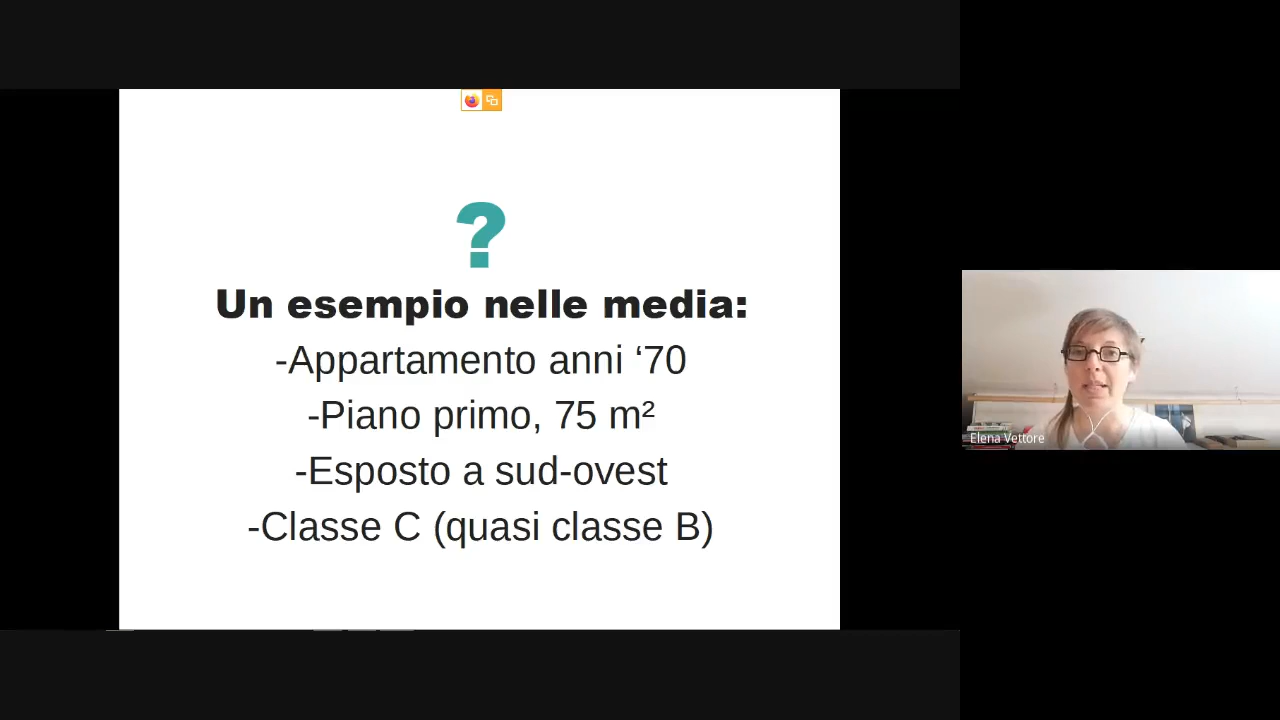 ?
Un esempio nelle media:
-Appartamento anni ‘70
-Piano primo, 75 m²
-Esposto a sud-ovest
-Classe C (quasi classe B)
Elena Vettore